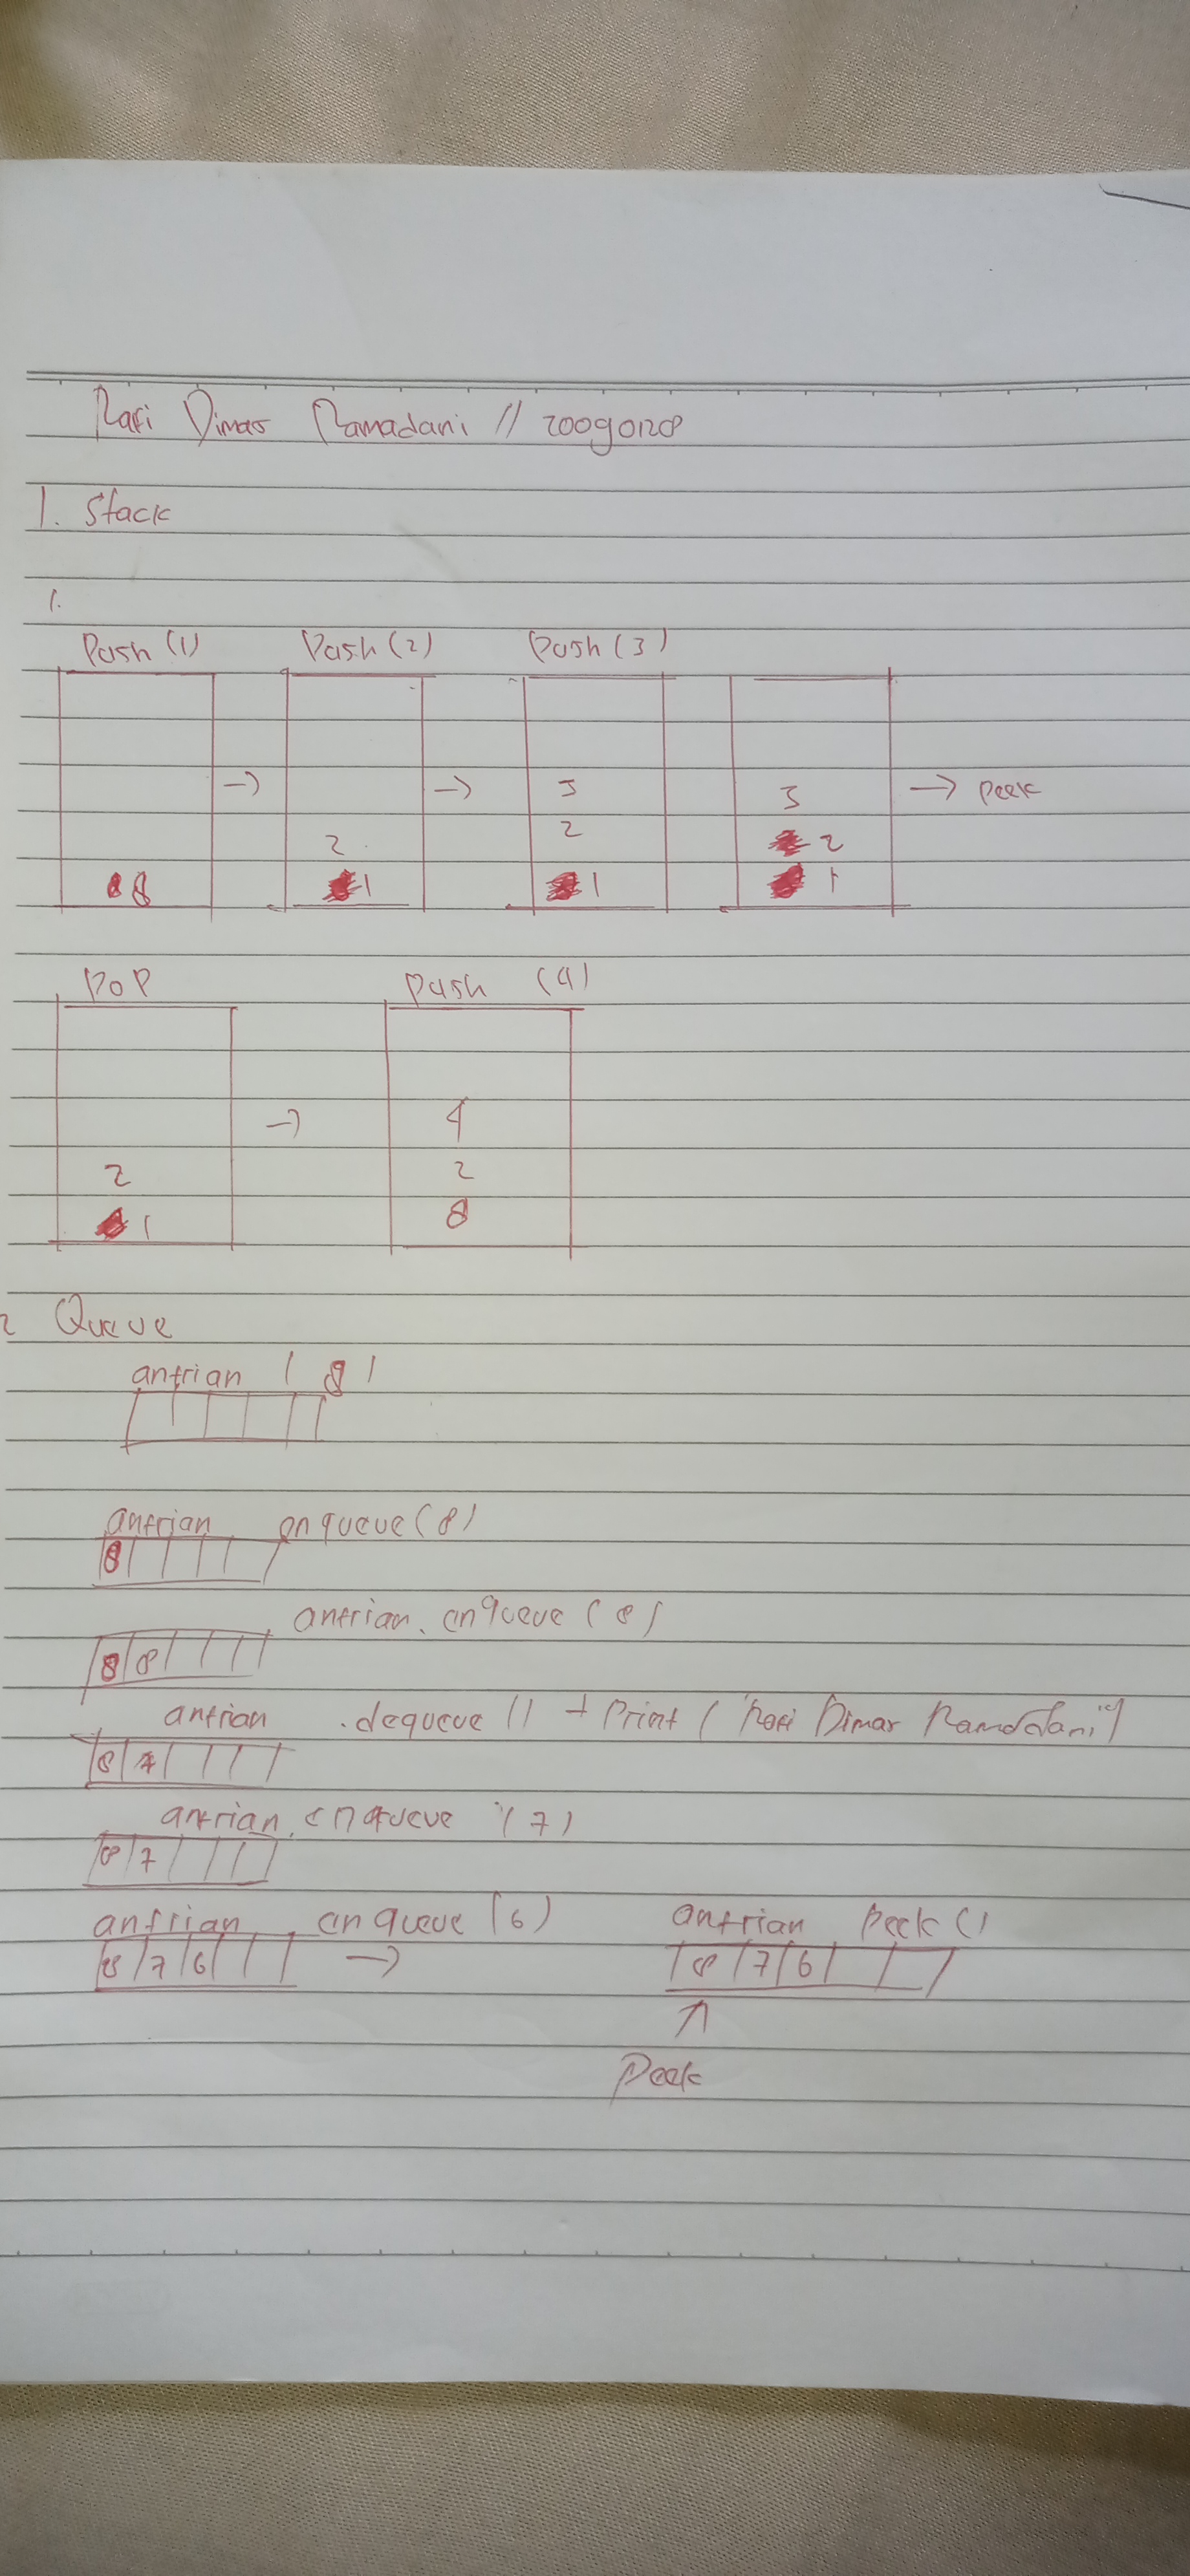 Rafi Dimas Ramadani // 20090128
1. Stack
1.
Push (1) Push (2) Push (3)
→ → 3 3 → Peek
2 2 2
8 1 1 1
POP Push (4)
→ 4
2 2
1 8
2 Queue
antrian ( 8 )
antrian enqueue (8)
8
antrian. enqueue (8)
8 8
antrian .dequeue () + Print ( "Rafi Dimas Ramadani")
8
antrian. enqueue (7)
8 7
antrian . enqueue (6) antrian Peek ()
8 7 6 → 8 7 6
↑
Peek